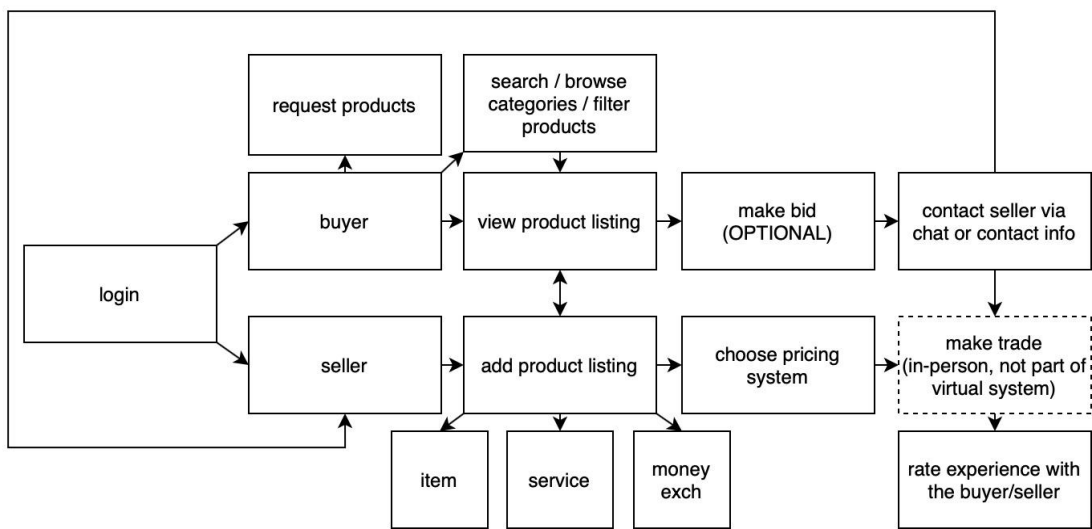 request products
search / browse
categories / filter
products
buyer
view product listing
make bid
(OPTIONAL)
contact seller via
chat or contact info
login
seller
add product listing
choose pricing
system
make trade
(in-person, not part of
virtual system)
item
service
money
exch
rate experience with
the buyer/seller